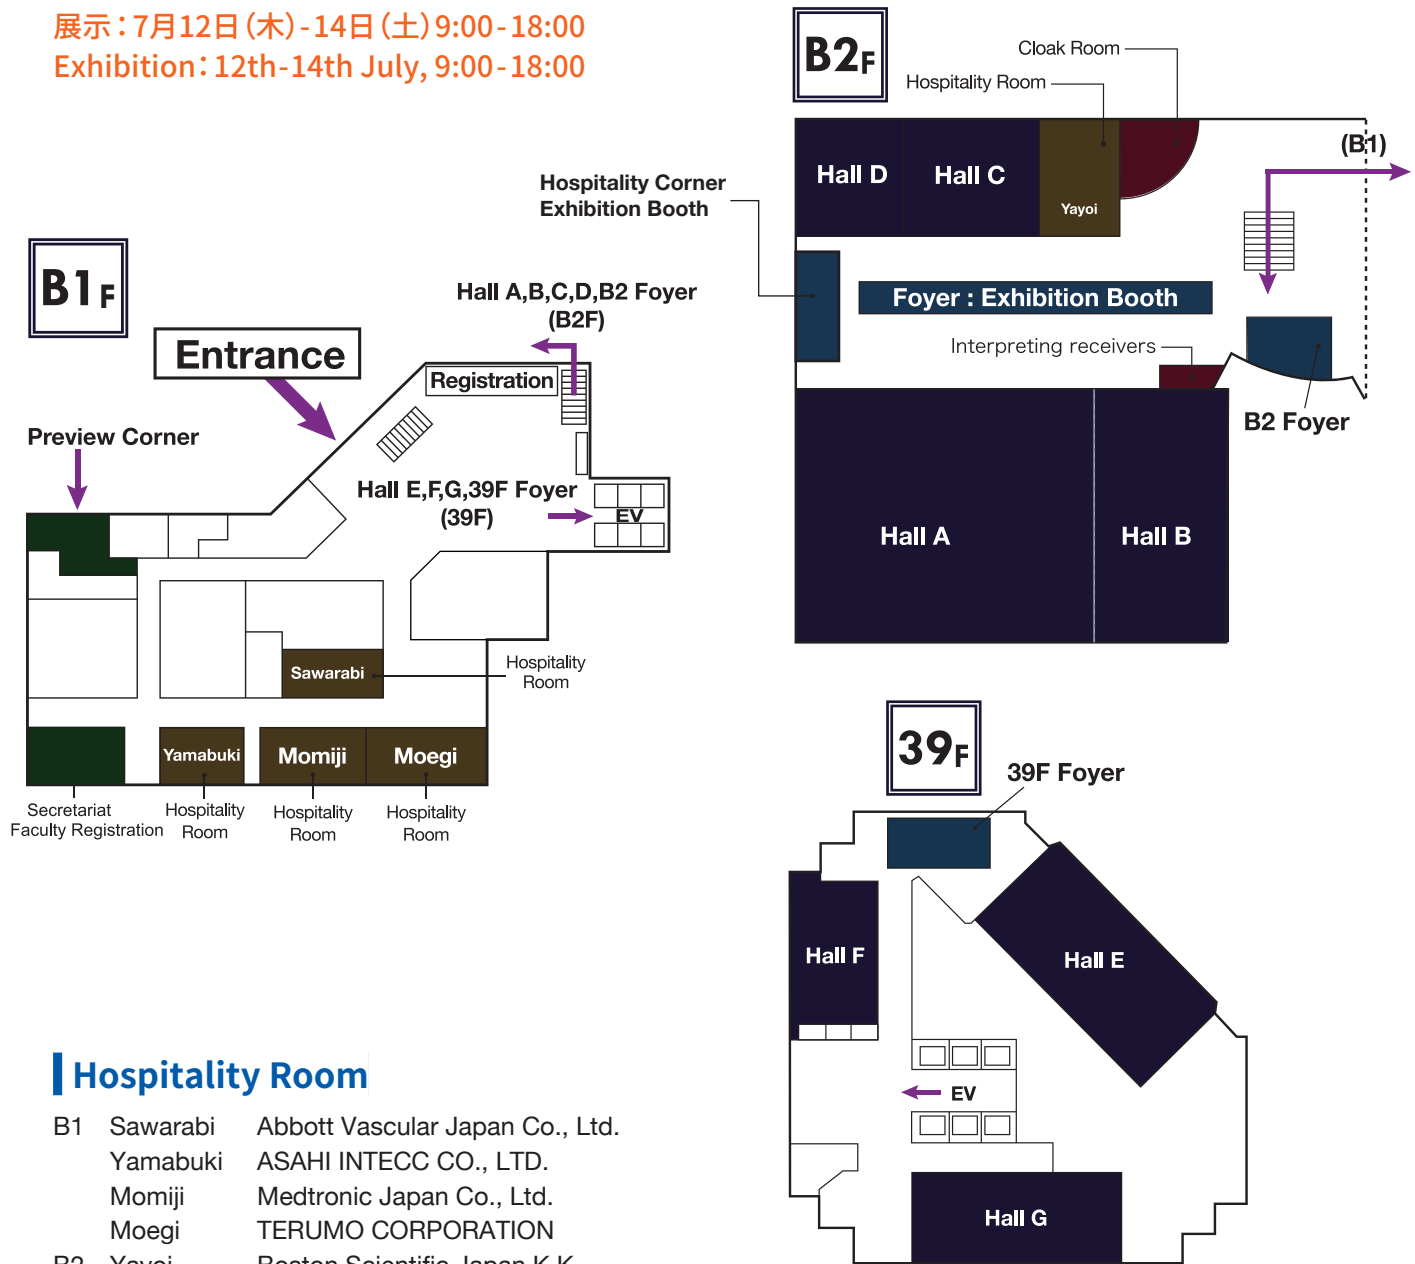 展示：7月12日（木）-14日（土）9:00-18:00
Exhibition：12th-14th July, 9:00-18:00
B2F
Cloak Room
Hospitality Room
(B1)
Hall D
Hall C
Yayoi
Hospitality Corner
Exhibition Booth
Foyer : Exhibition Booth
Interpreting receivers
B2 Foyer
Hall A
Hall B
B1F
Hall A,B,C,D,B2 Foyer
(B2F)
Entrance
Registration
Preview Corner
Hall E,F,G,39F Foyer
(39F)
EV
Sawarabi
Hospitality
Room
Yamabuki
Momiji
Moegi
Secretariat
Faculty Registration
Hospitality
Room
Hospitality
Room
Hospitality
Room
39F
39F Foyer
Hall F
Hall E
EV
Hall G
Hospitality Room
B1 Sawarabi Abbott Vascular Japan Co., Ltd.
Yamabuki ASAHI INTECC CO., LTD.
Momiji Medtronic Japan Co., Ltd.
Moegi TERUMO CORPORATION
B2 Yayoi Boston Scientific Japan K.K.